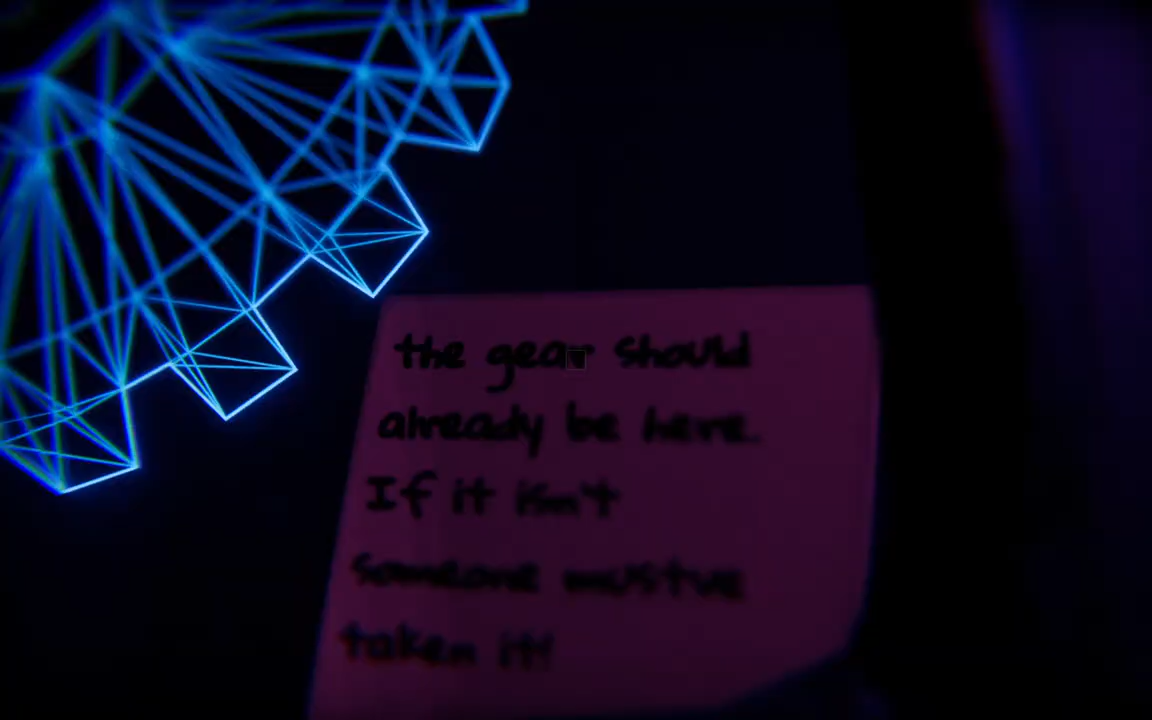 the gear should
already be here.
If it isn't
someone mustve
taken it!